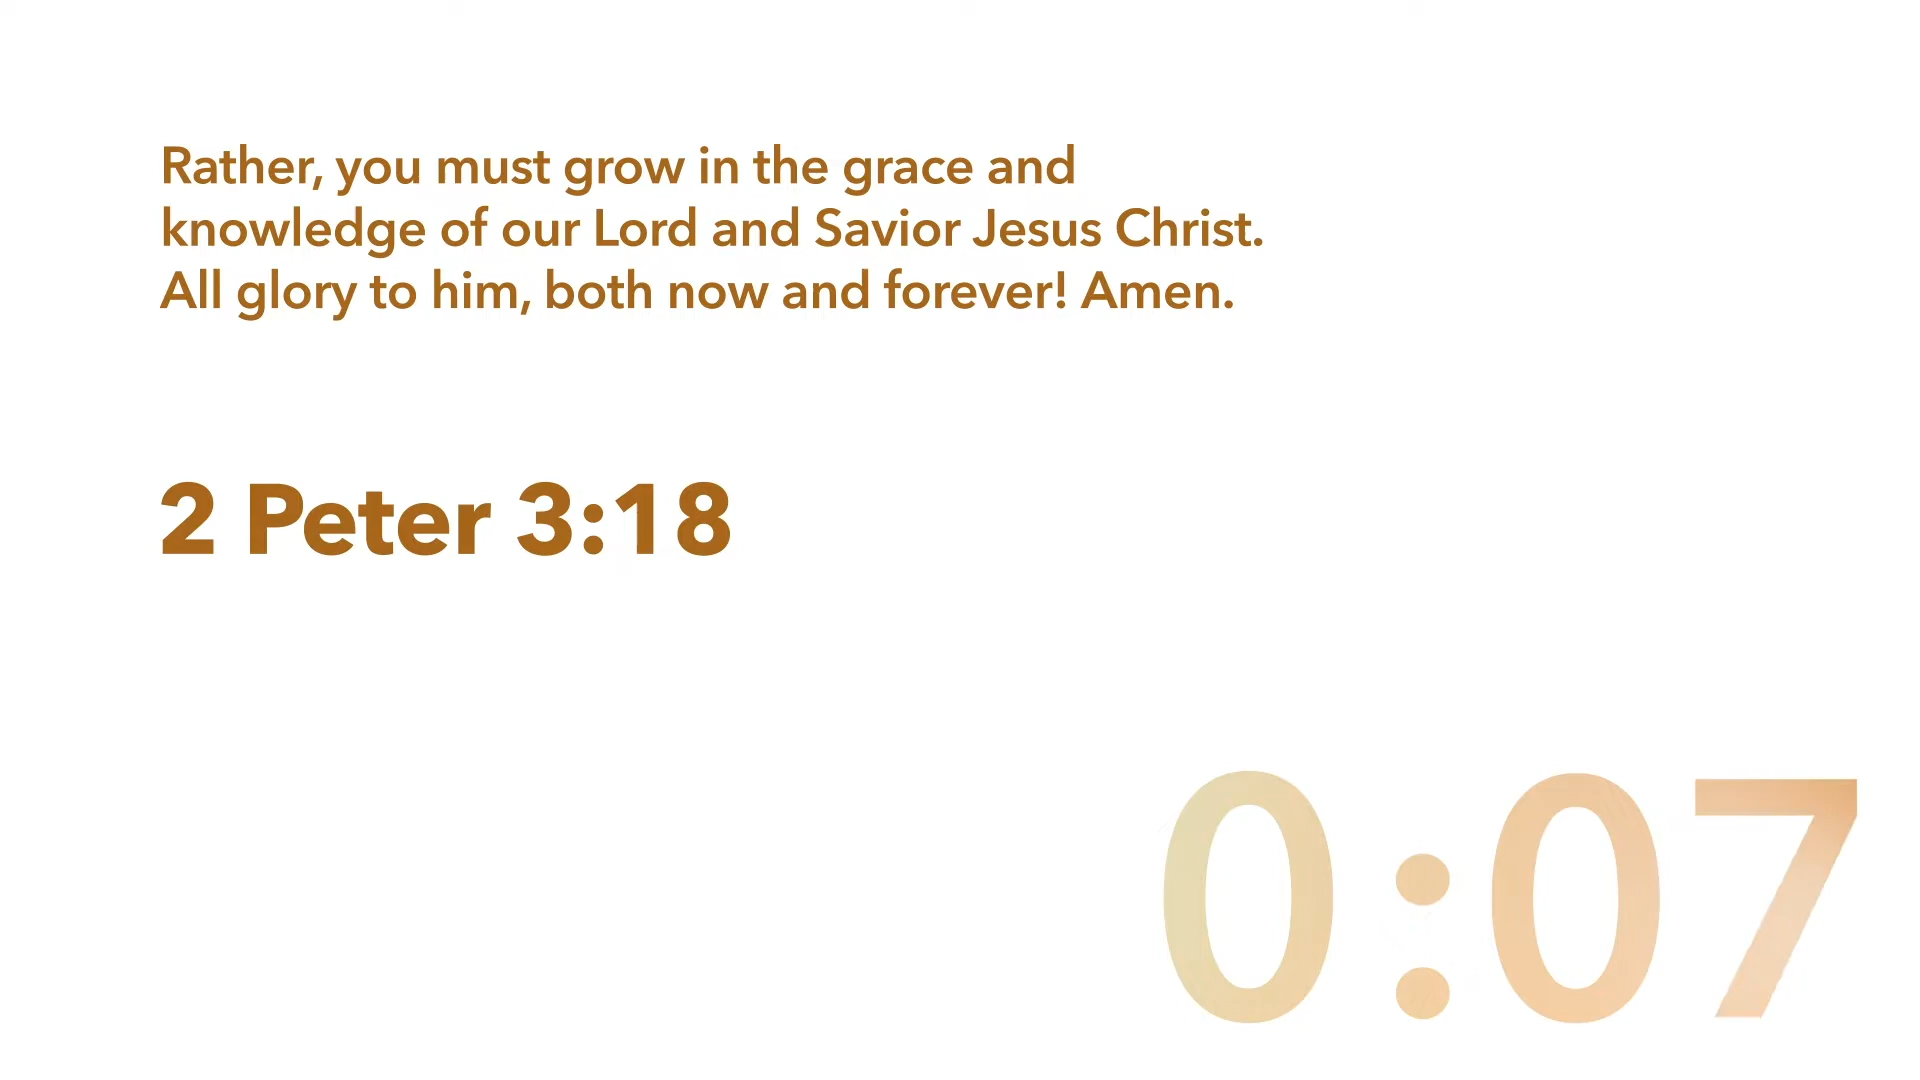 Rather, you must grow in the grace and
knowledge of our Lord and Savior Jesus Christ.
All glory to him, both now and forever! Amen.
2 Peter 3:18
0:07